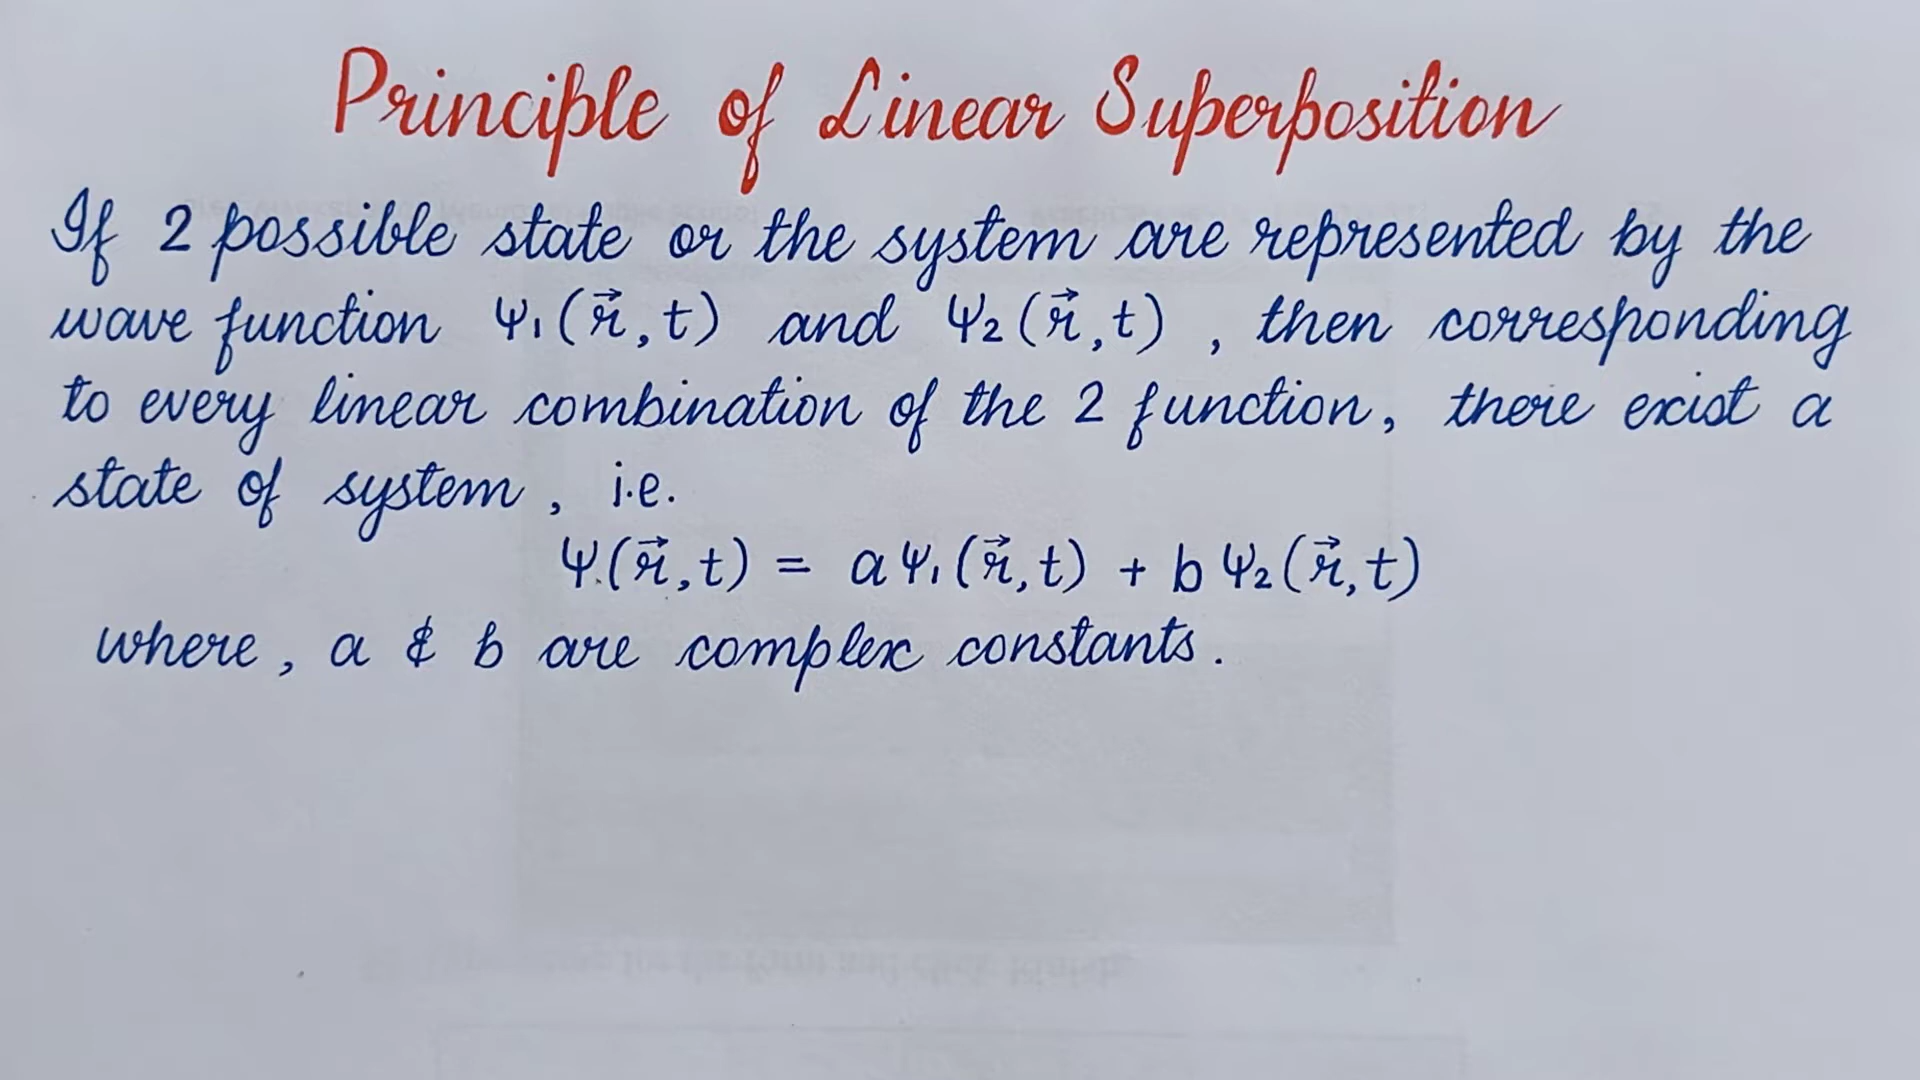 Principle of Linear Superposition
If 2 possible state or the system are represented by the
wave function Ψ₁(r⃗,t) and Ψ₂(r⃗,t) , then corresponding
to every linear combination of the 2 function, there exist a
state of system, i.e.
Ψ(r⃗,t) = aΨ₁(r⃗,t) + bΨ₂(r⃗,t)
where, a & b are complex constants.